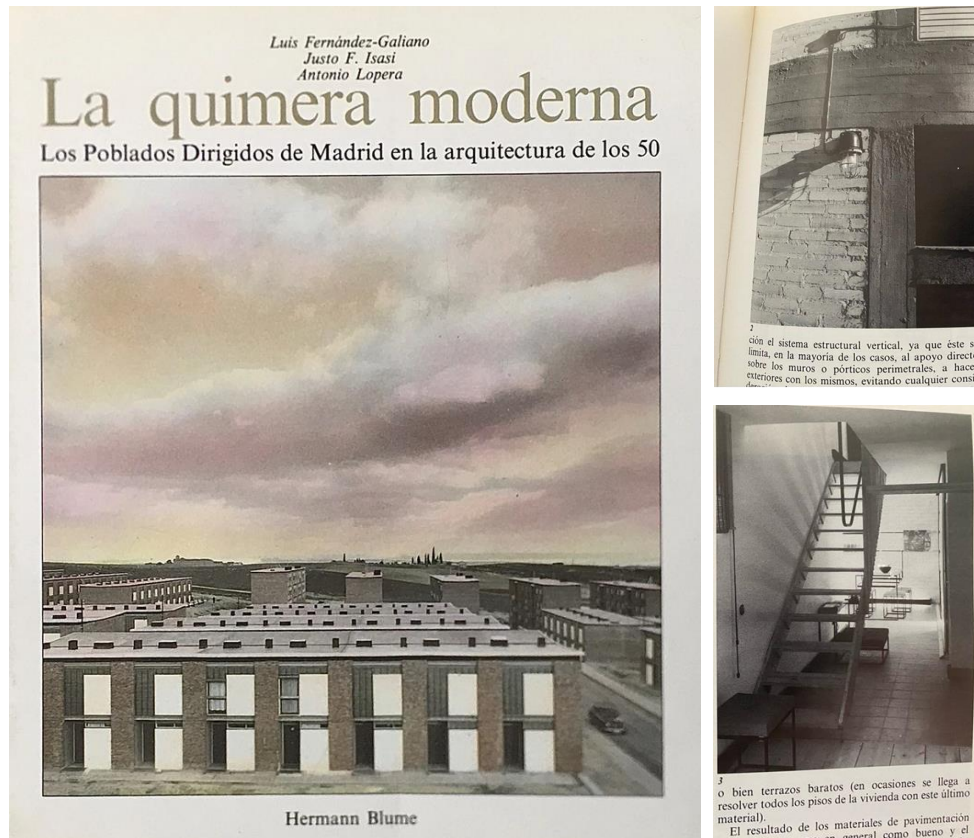 Luis Fernández-Galiano
Justo F. Isasi
Antonio Lopera
La quimera moderna
Los Poblados Dirigidos de Madrid en la arquitectura de los 50
Hermann Blume
2
ción el sistema estructural vertical, ya que éste s
limita, en la mayoría de los casos, al apoyo direct
sobre los muros o pórticos perimetrales, a hace
exteriores con los mismos, evitando cualquier consi
3
o bien terrazos baratos (en ocasiones se llega a
resolver todos los pisos de la vivienda con este último
material).
El resultado de los materiales de pavimentación
general como bueno y si